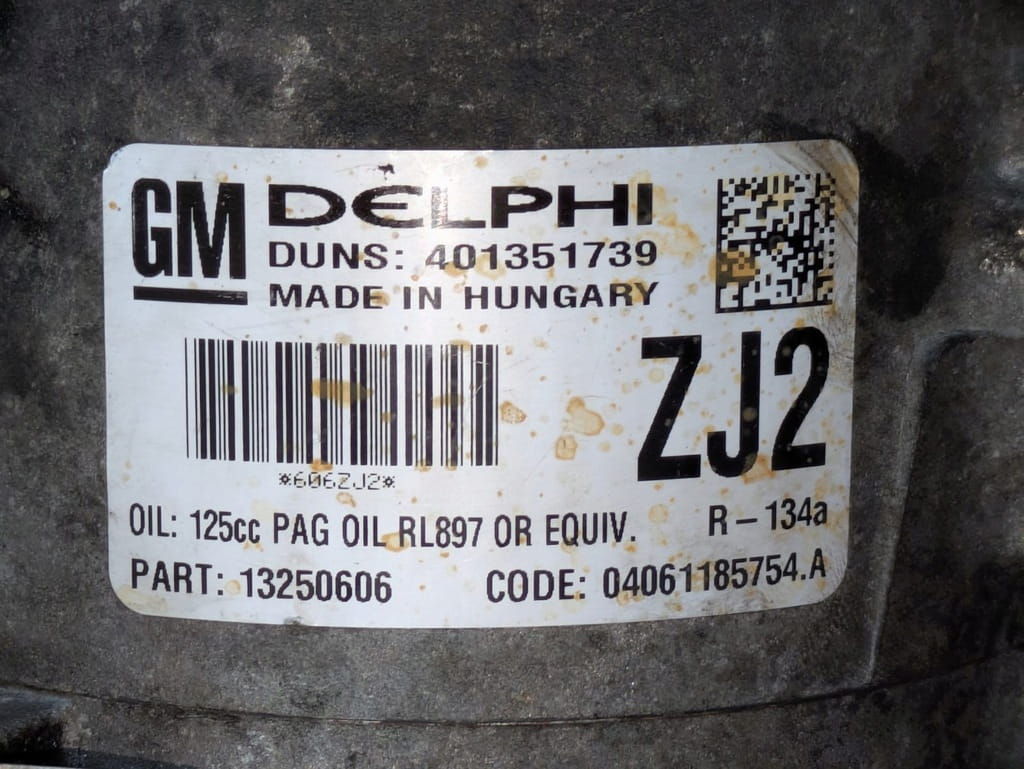 GM DELPHI
DUNS: 401351739
MADE IN HUNGARY
*606ZJ2*
ZJ2
OIL: 125cc PAG OIL RL897 OR EQUIV. R-134a
PART: 13250606 CODE: 04061185754.A